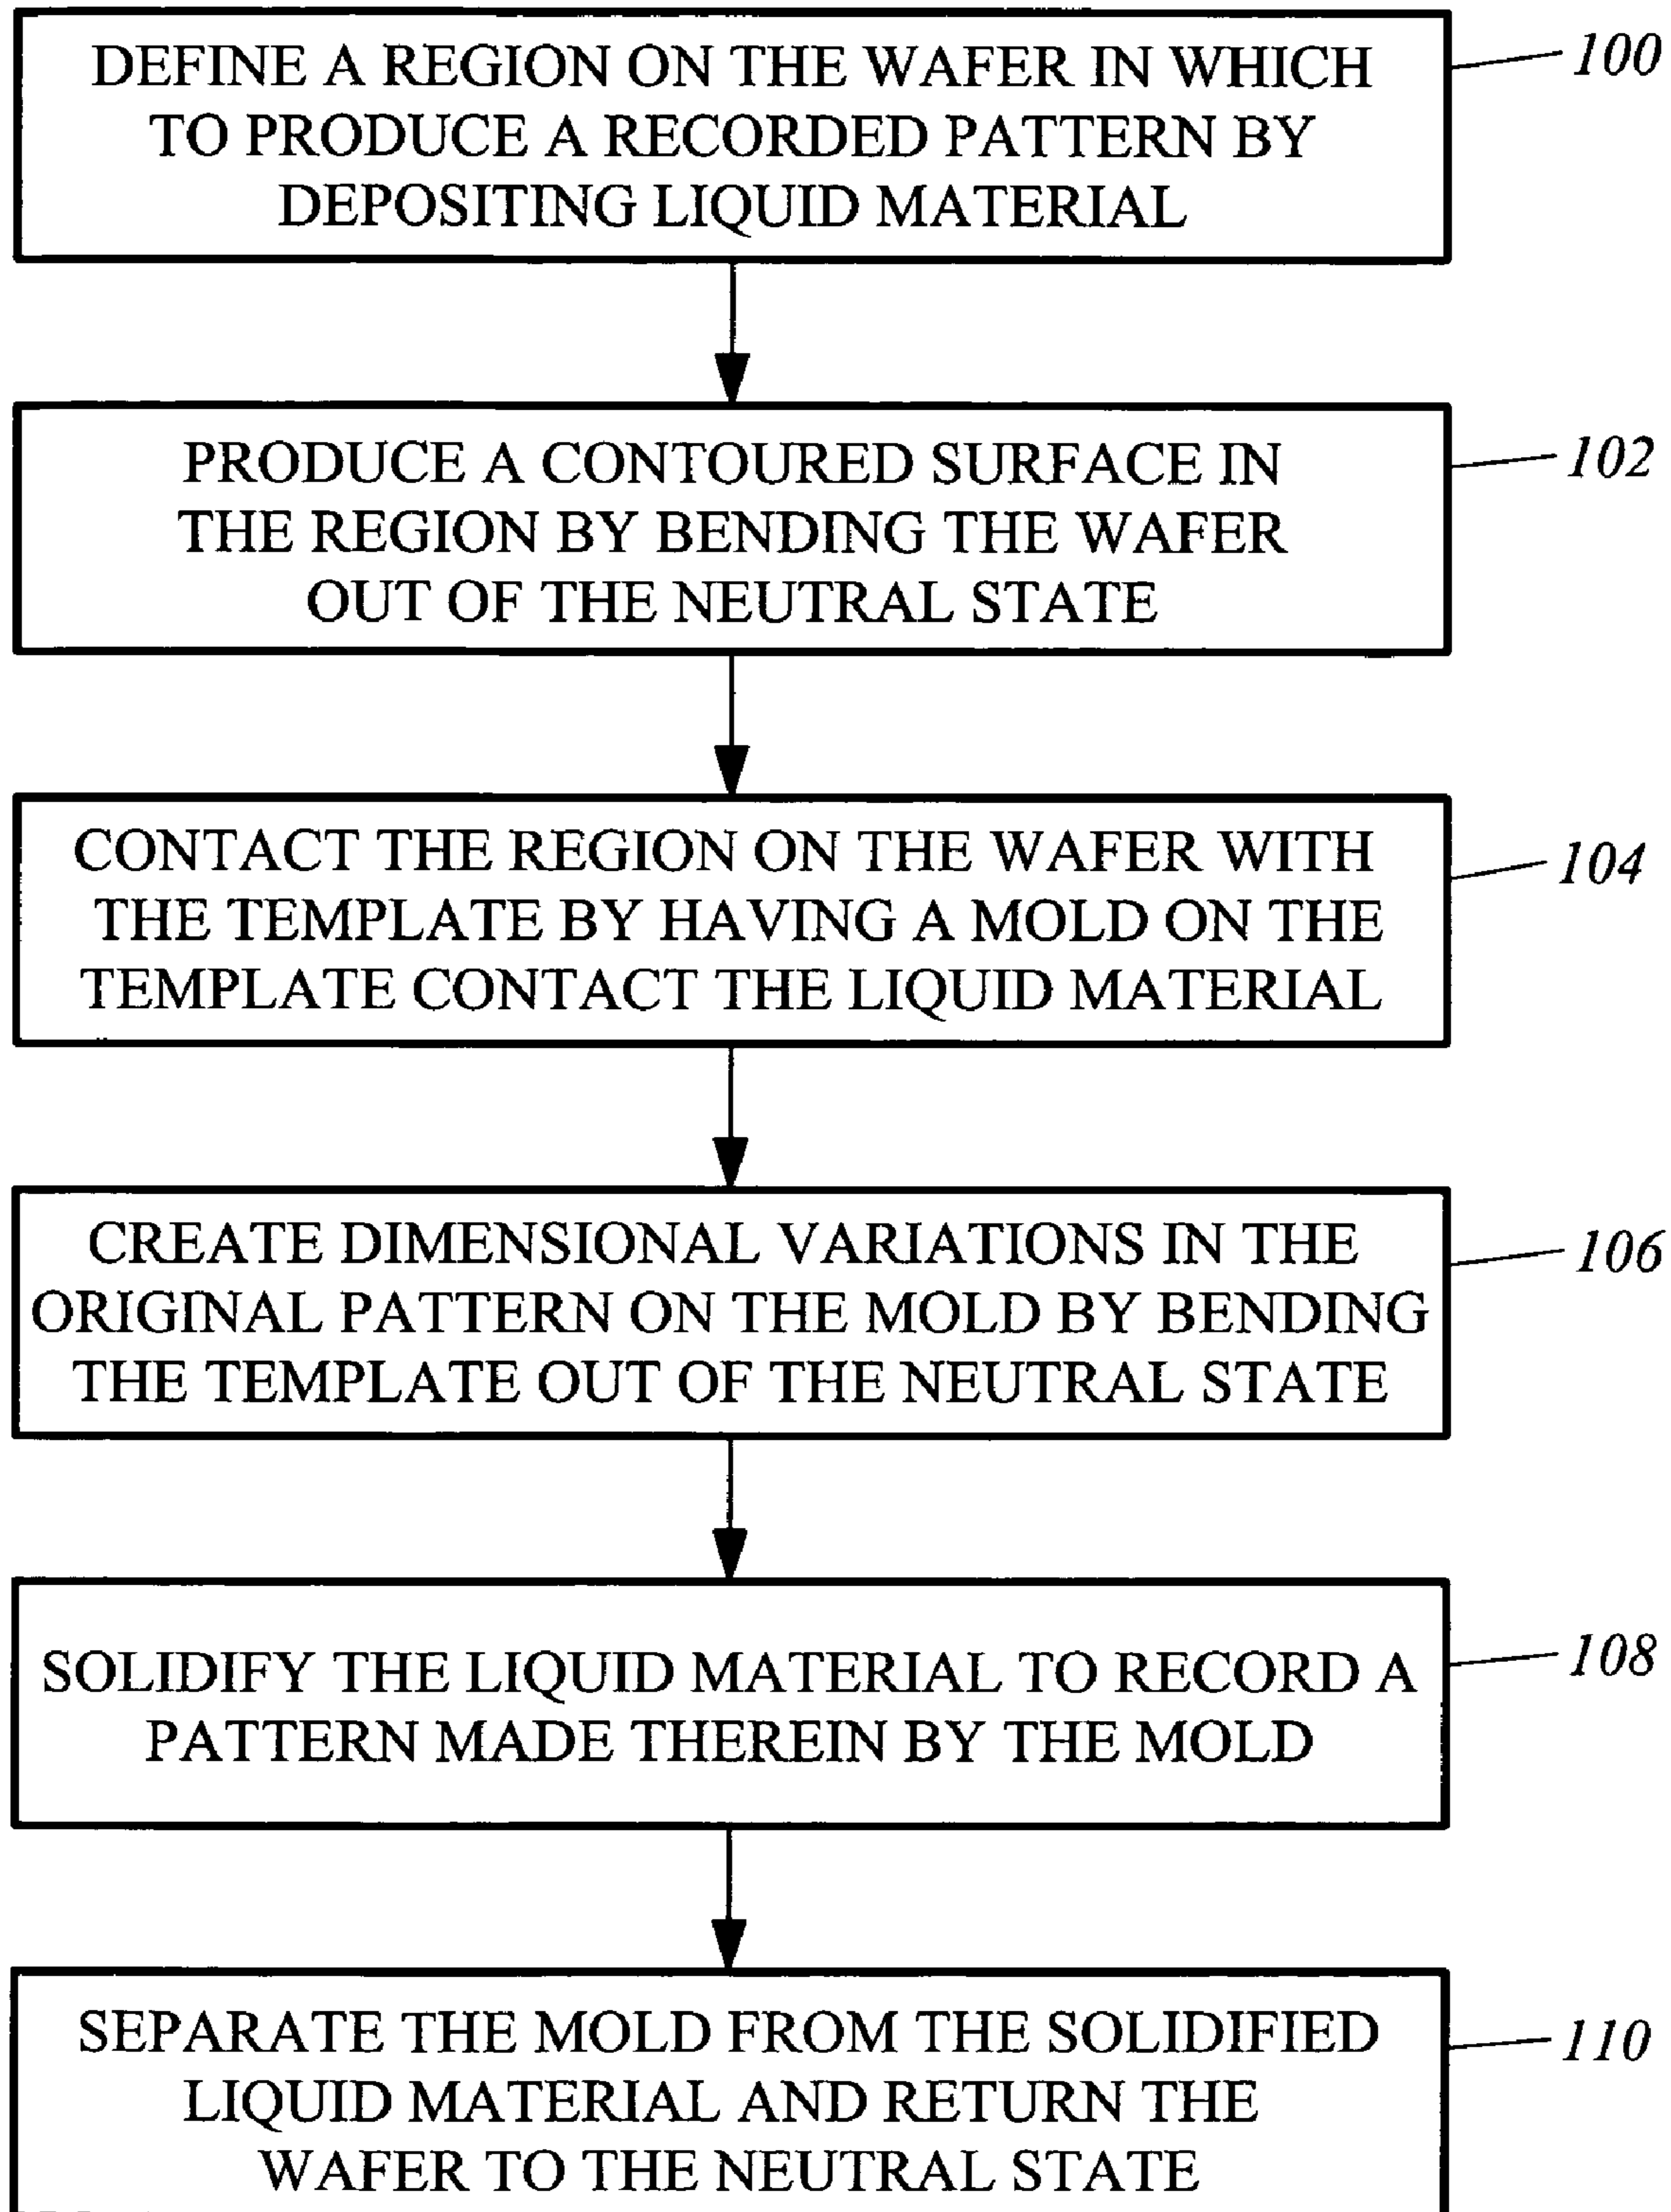 DEFINE A REGION ON THE WAFER IN WHICH
TO PRODUCE A RECORDED PATTERN BY
DEPOSITING LIQUID MATERIAL
100
PRODUCE A CONTOURED SURFACE IN
THE REGION BY BENDING THE WAFER
OUT OF THE NEUTRAL STATE
102
CONTACT THE REGION ON THE WAFER WITH
THE TEMPLATE BY HAVING A MOLD ON THE
TEMPLATE CONTACT THE LIQUID MATERIAL
104
CREATE DIMENSIONAL VARIATIONS IN THE
ORIGINAL PATTERN ON THE MOLD BY BENDING
THE TEMPLATE OUT OF THE NEUTRAL STATE
106
SOLIDIFY THE LIQUID MATERIAL TO RECORD A
PATTERN MADE THEREIN BY THE MOLD
108
SEPARATE THE MOLD FROM THE SOLIDIFIED
LIQUID MATERIAL AND RETURN THE
WAFER TO THE NEUTRAL STATE
110